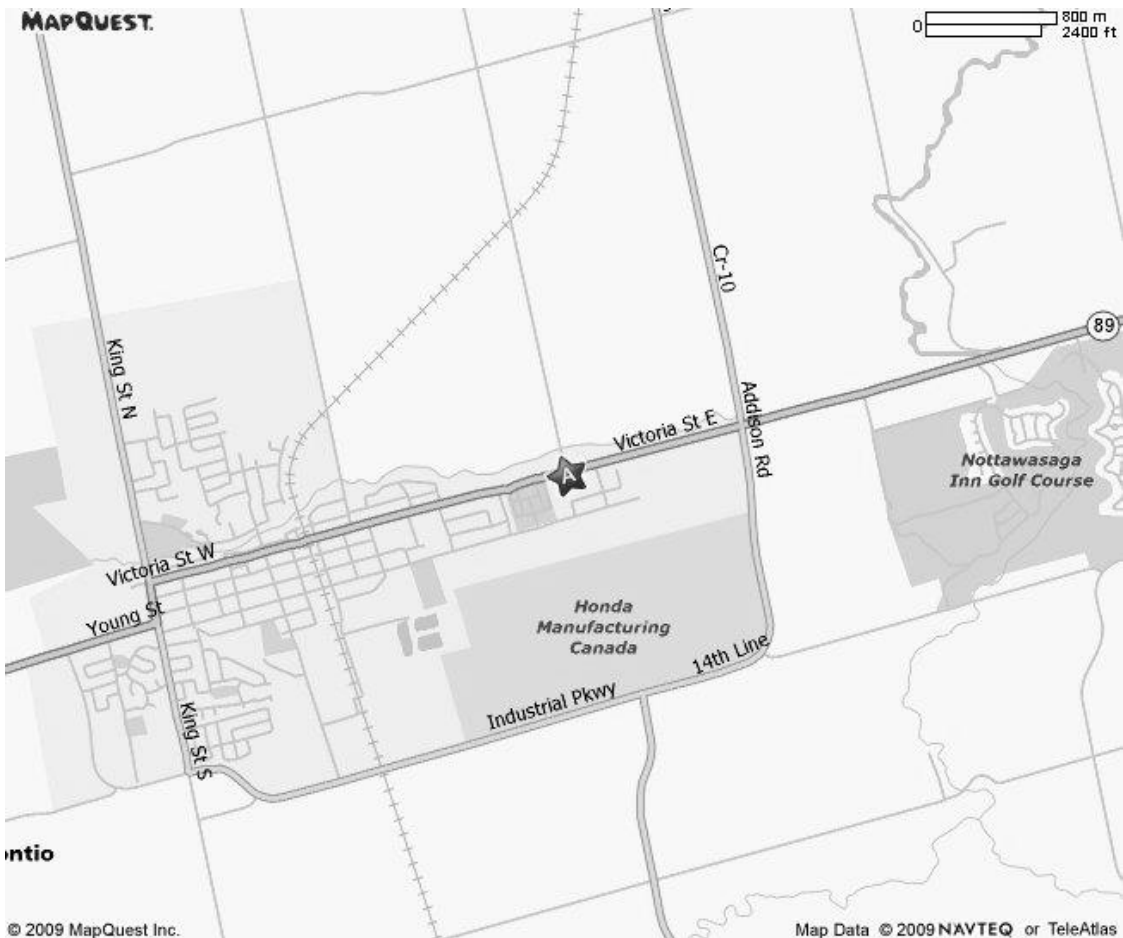 MAPQUEST.
0
800 m
2400 ft
Cr-10
89
King St N
Addison Rd
Victoria St E
Nottawasaga
Inn Golf Course
Victoria St W
Young St
Honda
Manufacturing
Canada
14th Line
Industrial Pkwy
King St S
ntio
© 2009 MapQuest Inc.
Map Data © 2009 NAVTEQ or TeleAtlas
A